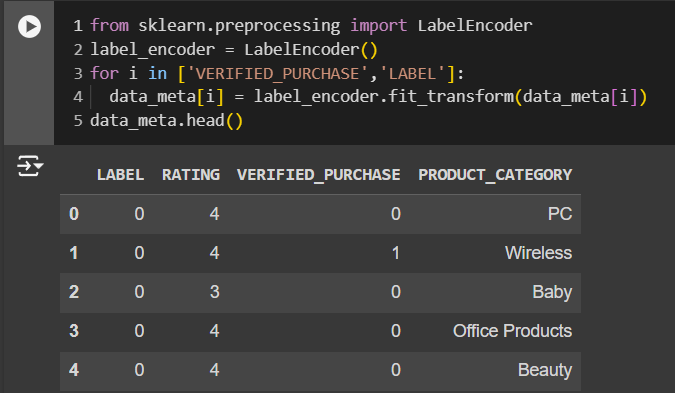 1 from sklearn.preprocessing import LabelEncoder
2 label_encoder = LabelEncoder()
3 for i in ['VERIFIED_PURCHASE','LABEL']:
4   data_meta[i] = label_encoder.fit_transform(data_meta[i])
5 data_meta.head()
LABEL RATING VERIFIED_PURCHASE PRODUCT_CATEGORY
0 0 4 0 PC
1 0 4 1 Wireless
2 0 3 0 Baby
3 0 4 0 Office Products
4 0 4 0 Beauty